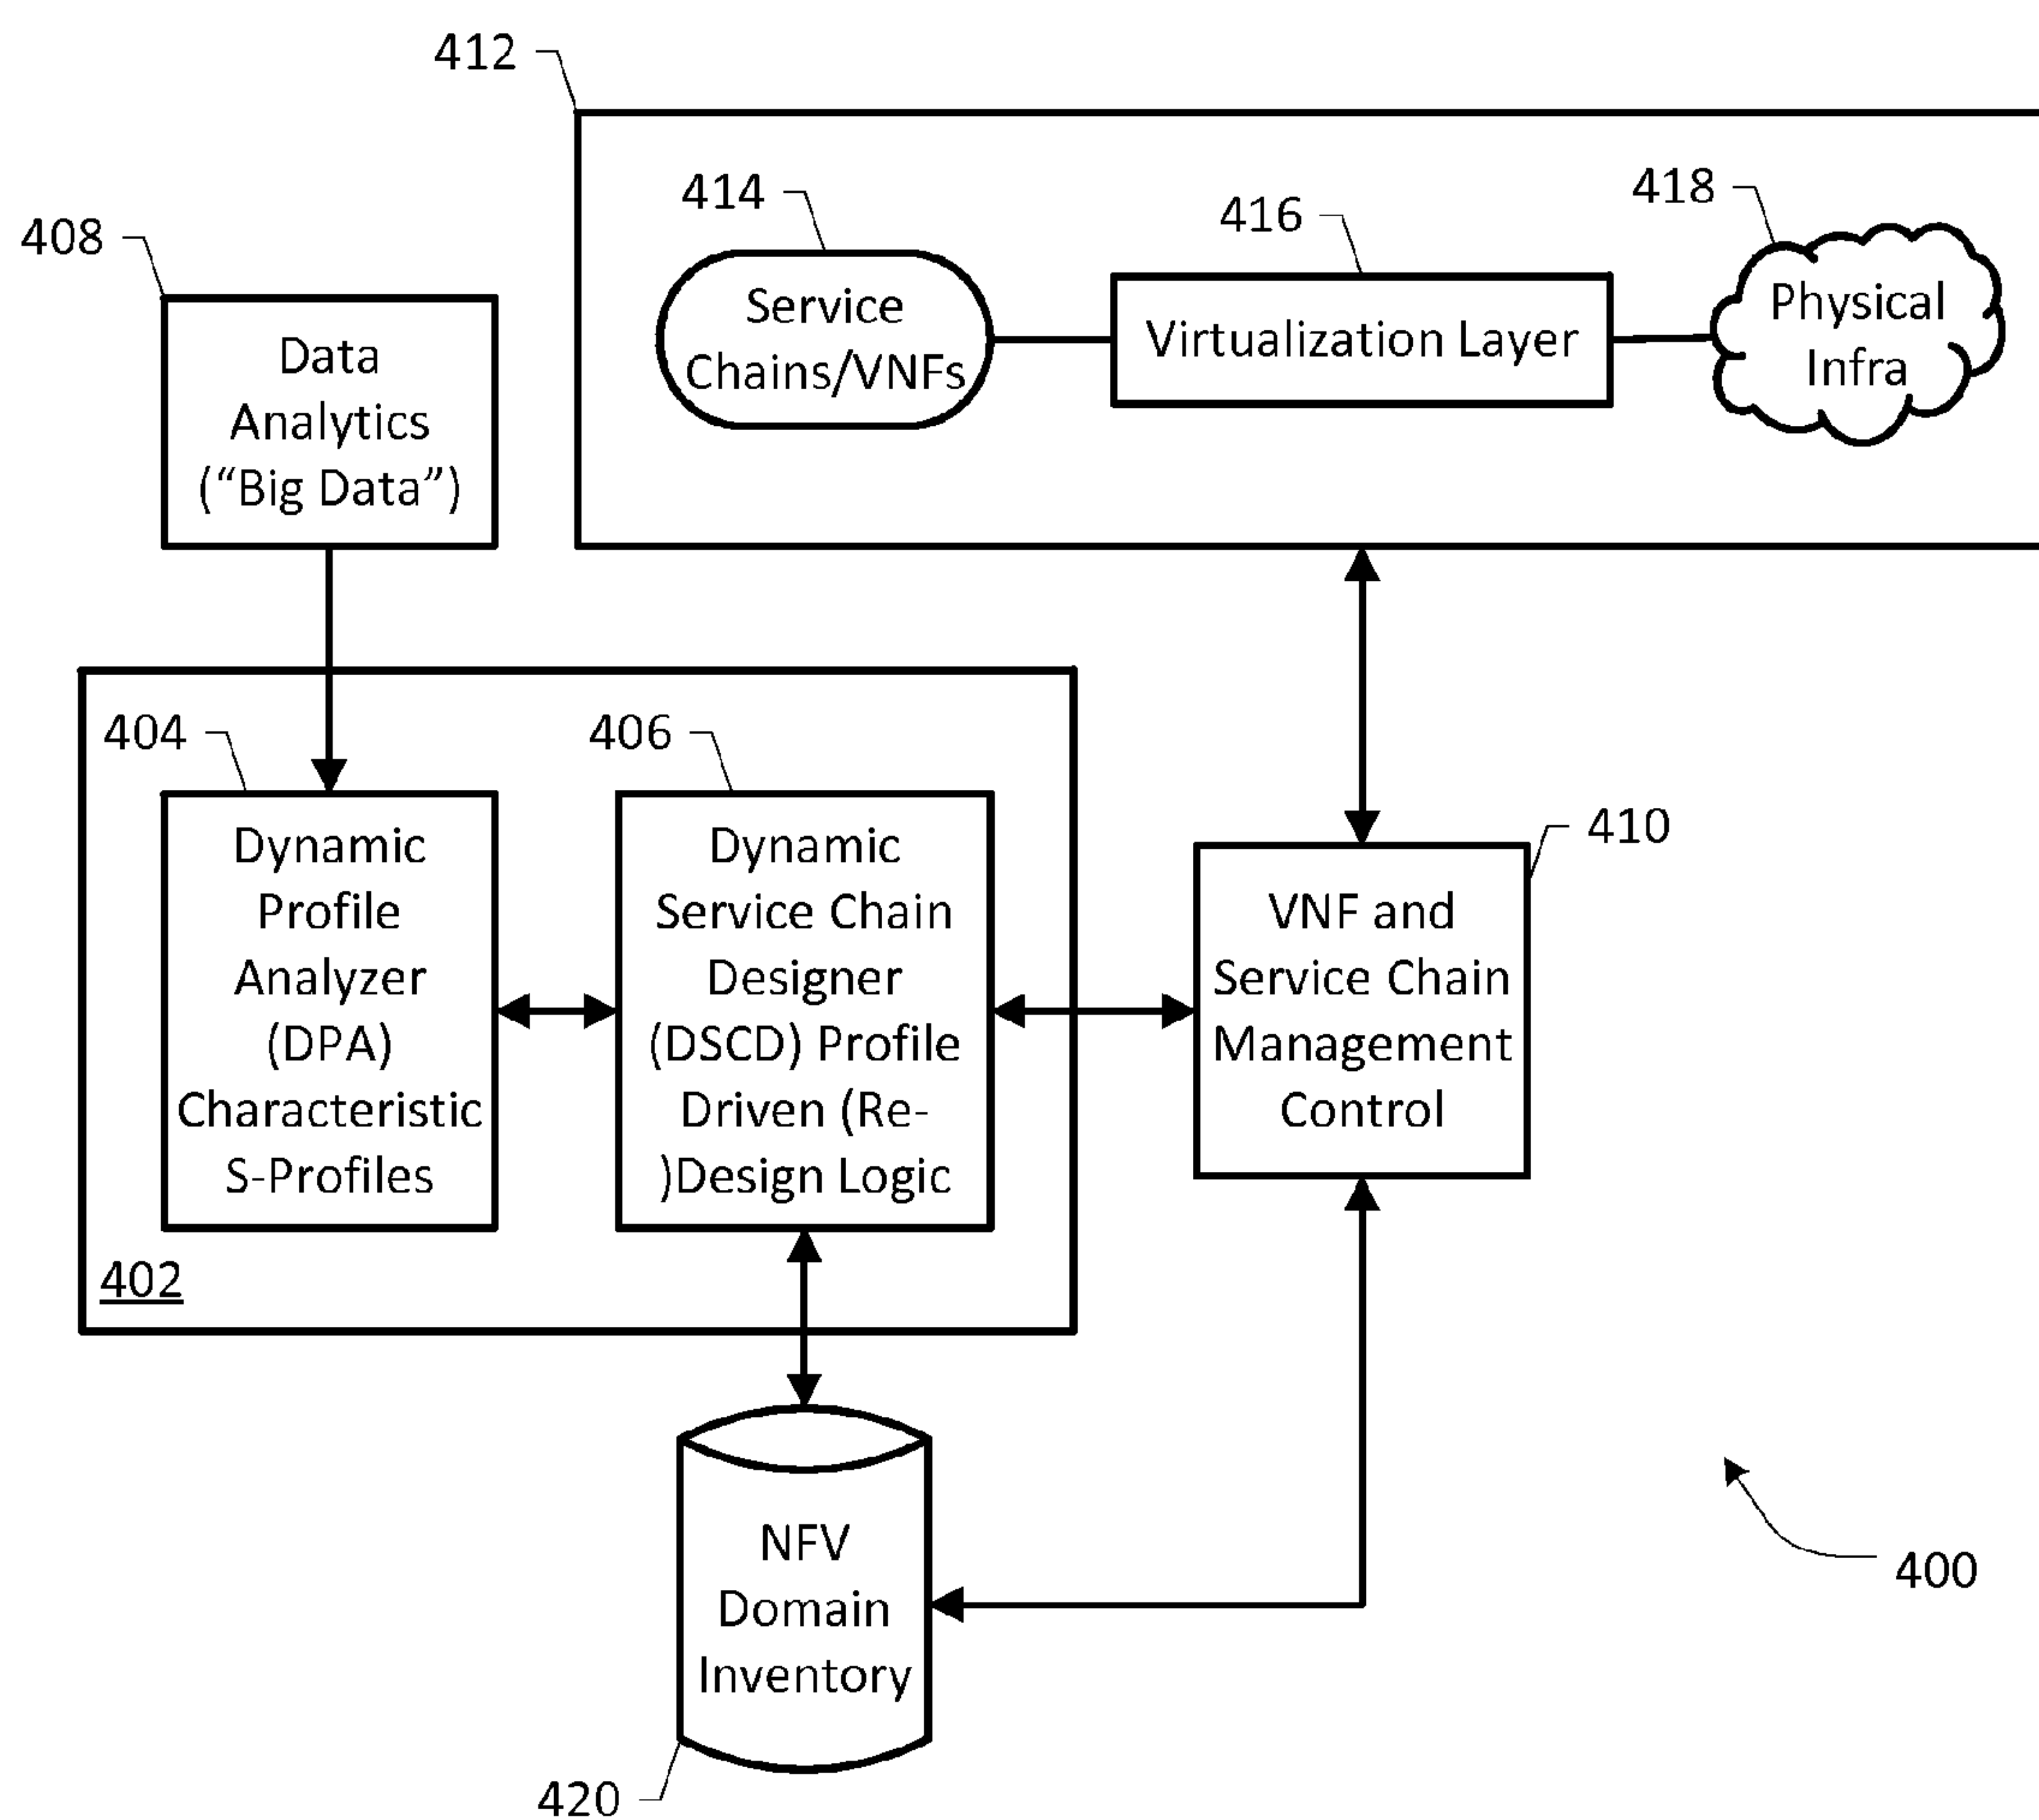 412
414
Service
Chains/VNFs
416
Virtualization Layer
418
Physical
Infra
408
Data
Analytics
(“Big Data”)
404
Dynamic
Profile
Analyzer
(DPA)
Characteristic
S-Profiles
406
Dynamic
Service Chain
Designer
(DSCD) Profile
Driven (Re-
)Design Logic
402
410
VNF and
Service Chain
Management
Control
NFV
Domain
Inventory
420
400